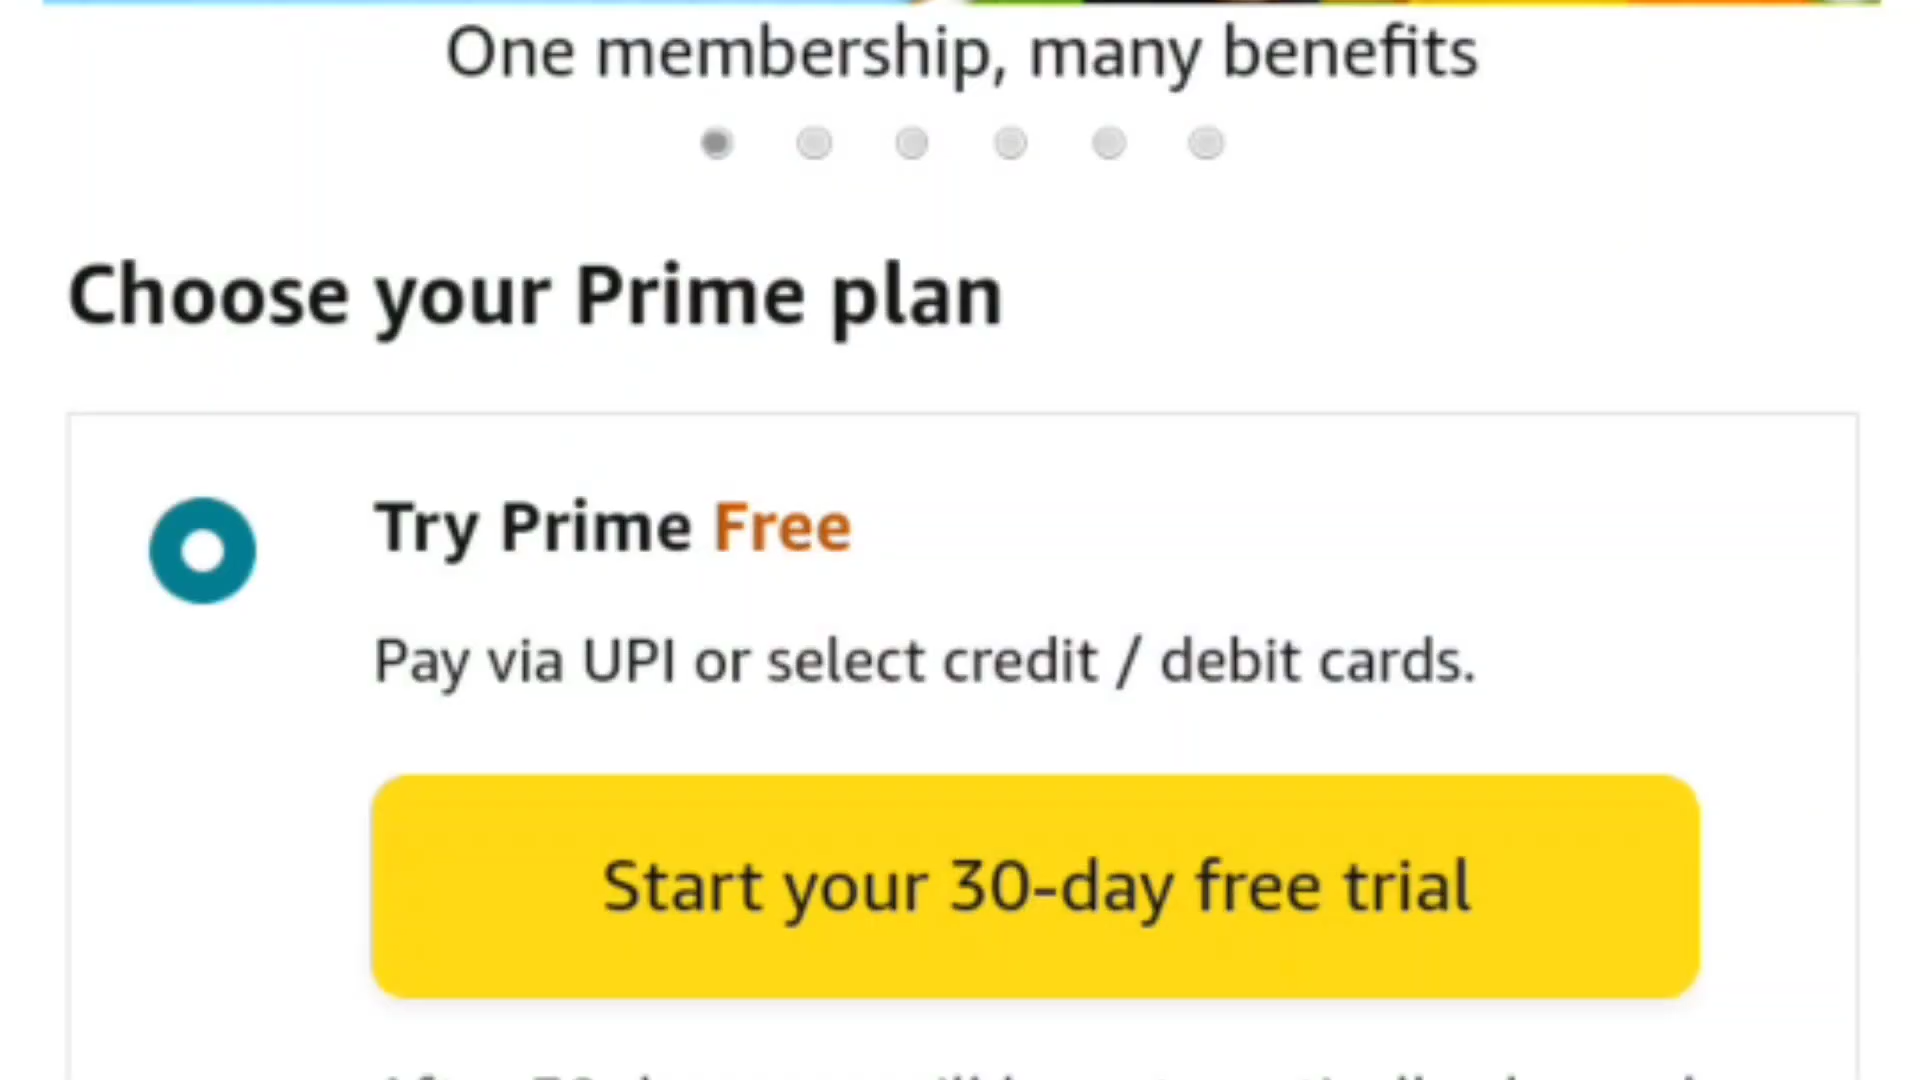 One membership, many benefits
Choose your Prime plan
Try Prime Free
Pay via UPI or select credit / debit cards.
Start your 30-day free trial